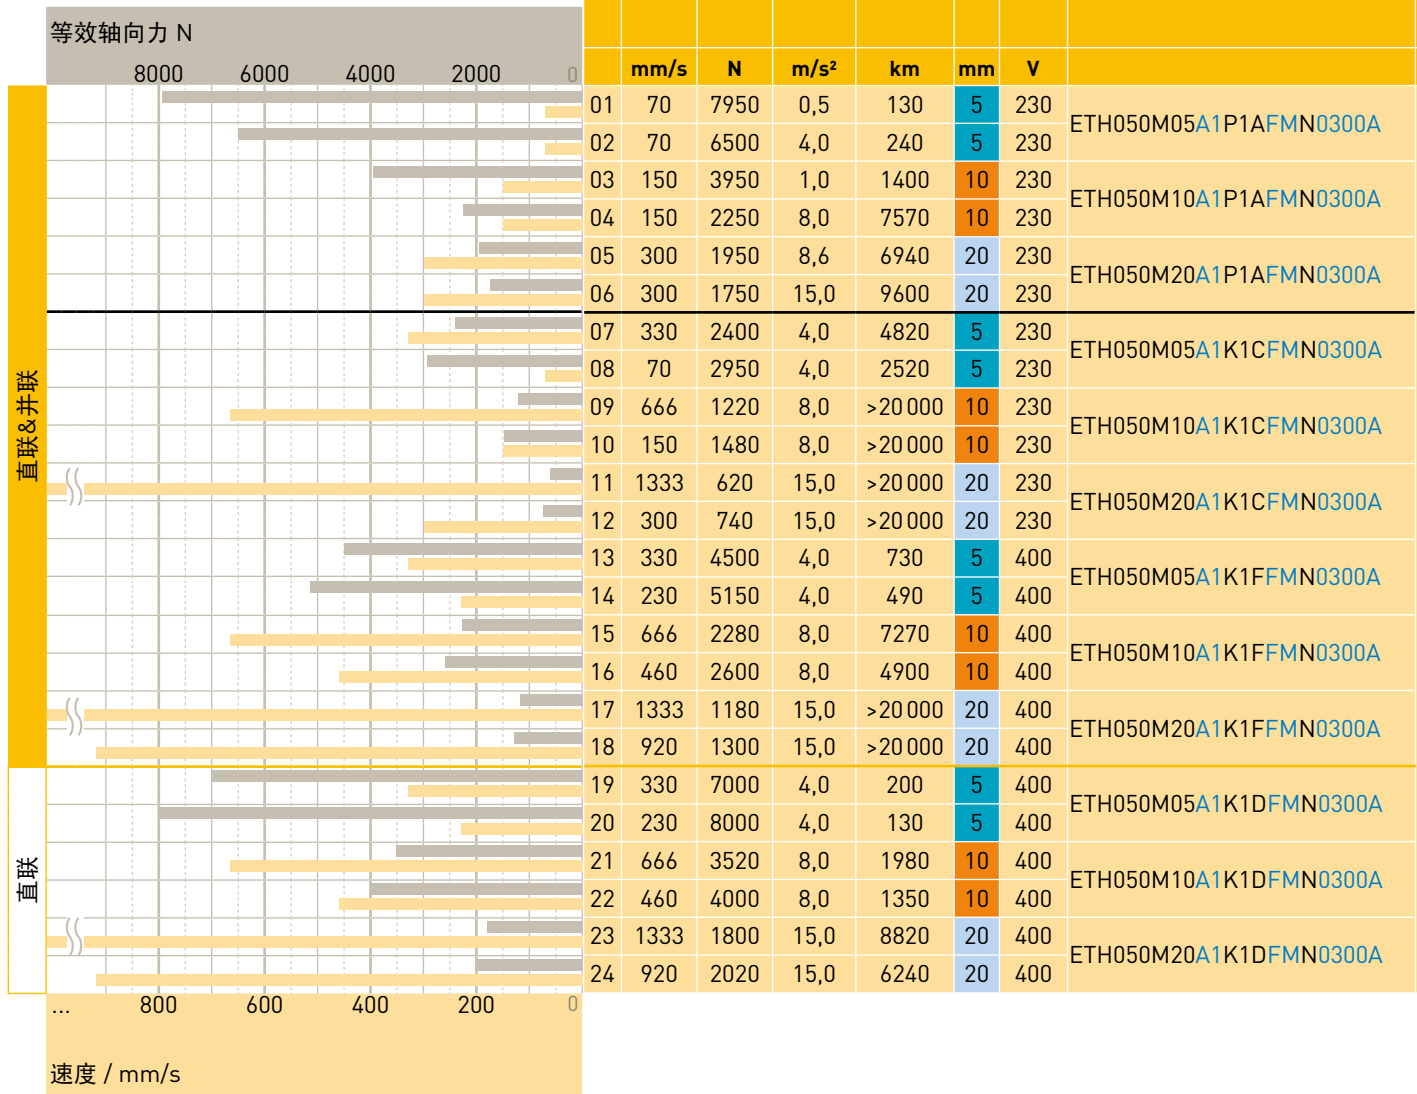 等效轴向力 N
8000 6000 4000 2000 0
mm/s N m/s² km mm V
直联&并联
01 70 7950 0,5 130 5 230
ETH050M05A1P1AFMN0300A
02 70 6500 4,0 240 5 230
03 150 3950 1,0 1400 10 230
ETH050M10A1P1AFMN0300A
04 150 2250 8,0 7570 10 230
05 300 1950 8,6 6940 20 230
ETH050M20A1P1AFMN0300A
06 300 1750 15,0 9600 20 230
07 330 2400 4,0 4820 5 230
ETH050M05A1K1CFMN0300A
08 70 2950 4,0 2520 5 230
09 666 1220 8,0 >20 000 10 230
ETH050M10A1K1CFMN0300A
10 150 1480 8,0 >20 000 10 230
11 1333 620 15,0 >20 000 20 230
ETH050M20A1K1CFMN0300A
12 300 740 15,0 >20 000 20 230
13 330 4500 4,0 730 5 400
ETH050M05A1K1FFMN0300A
14 230 5150 4,0 490 5 400
15 666 2280 8,0 7270 10 400
ETH050M10A1K1FFMN0300A
16 460 2600 8,0 4900 10 400
17 1333 1180 15,0 >20 000 20 400
ETH050M20A1K1FFMN0300A
18 920 1300 15,0 >20 000 20 400
直联
19 330 7000 4,0 200 5 400
ETH050M05A1K1DFMN0300A
20 230 8000 4,0 130 5 400
21 666 3520 8,0 1980 10 400
ETH050M10A1K1DFMN0300A
22 460 4000 8,0 1350 10 400
23 1333 1800 15,0 8820 20 400
ETH050M20A1K1DFMN0300A
24 920 2020 15,0 6240 20 400
... 800 600 400 200 0
速度 / mm/s